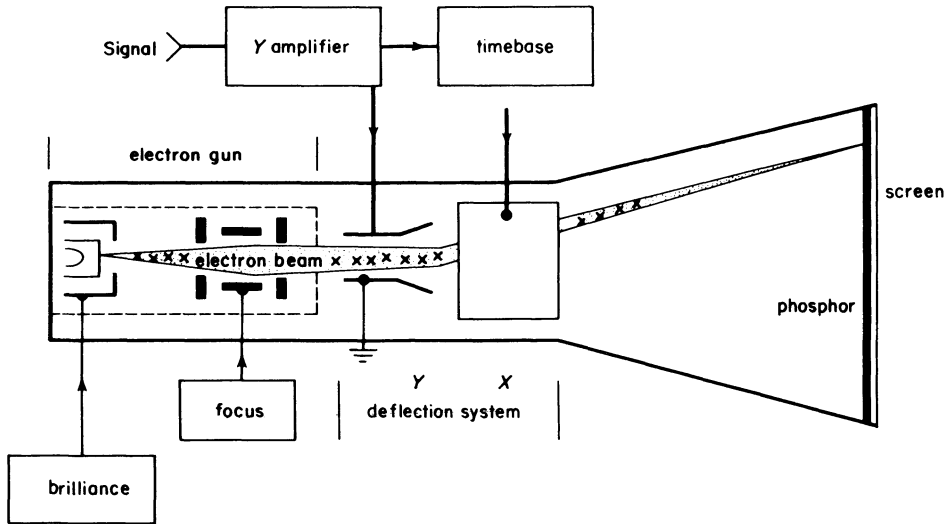 Signal
Y amplifier
timebase
electron gun
screen
electron beam
phosphor
Y X
deflection system
focus
brilliance